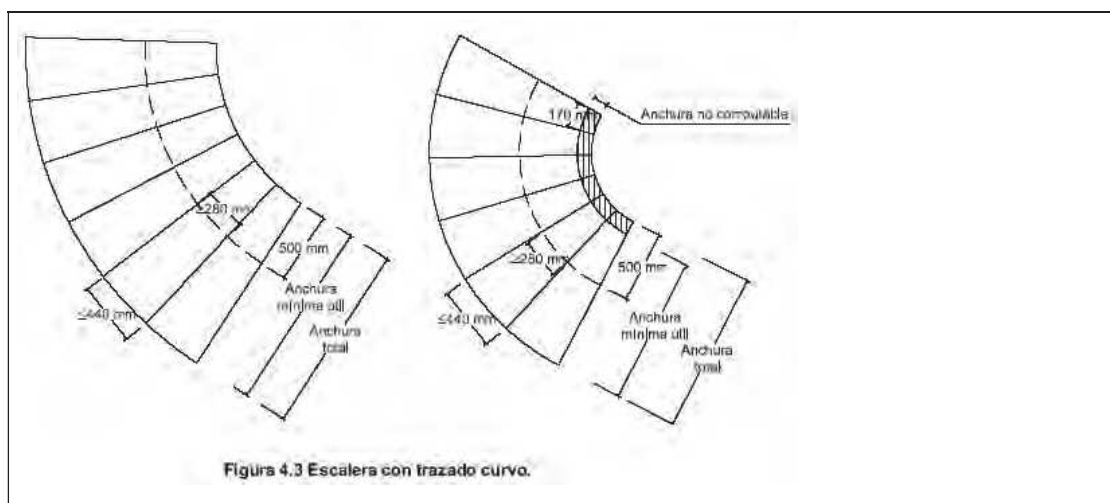 ≥280 mm
500 mm
≤440 mm
Anchura
mínima útil
Anchura
total
170 mm
Anchura no computable
≥280 mm
500 mm
≤440 mm
Anchura
mínima útil
Anchura
total
Figura 4.3 Escalera con trazado curvo.